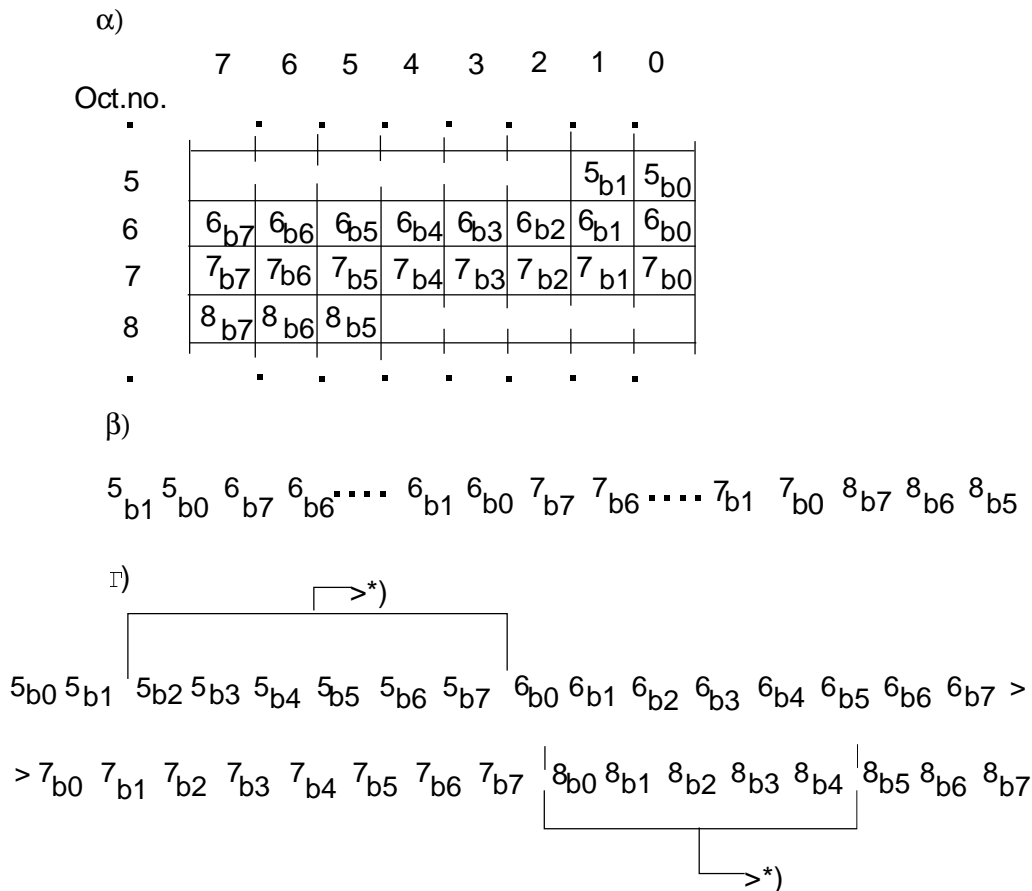 α)
7 6 5 4 3 2 1 0
Oct.no.
5 5b1 5b0
6 6b7 6b6 6b5 6b4 6b3 6b2 6b1 6b0
7 7b7 7b6 7b5 7b4 7b3 7b2 7b1 7b0
8 8b7 8b6 8b5
β)
5b1 5b0 6b7 6b6 .... 6b1 6b0 7b7 7b6 .... 7b1 7b0 8b7 8b6 8b5
Γ)
>*)
5b0 5b1 5b2 5b3 5b4 5b5 5b6 5b7 6b0 6b1 6b2 6b3 6b4 6b5 6b6 6b7 >
> 7b0 7b1 7b2 7b3 7b4 7b5 7b6 7b7 8b0 8b1 8b2 8b3 8b4 8b5 8b6 8b7
>*)